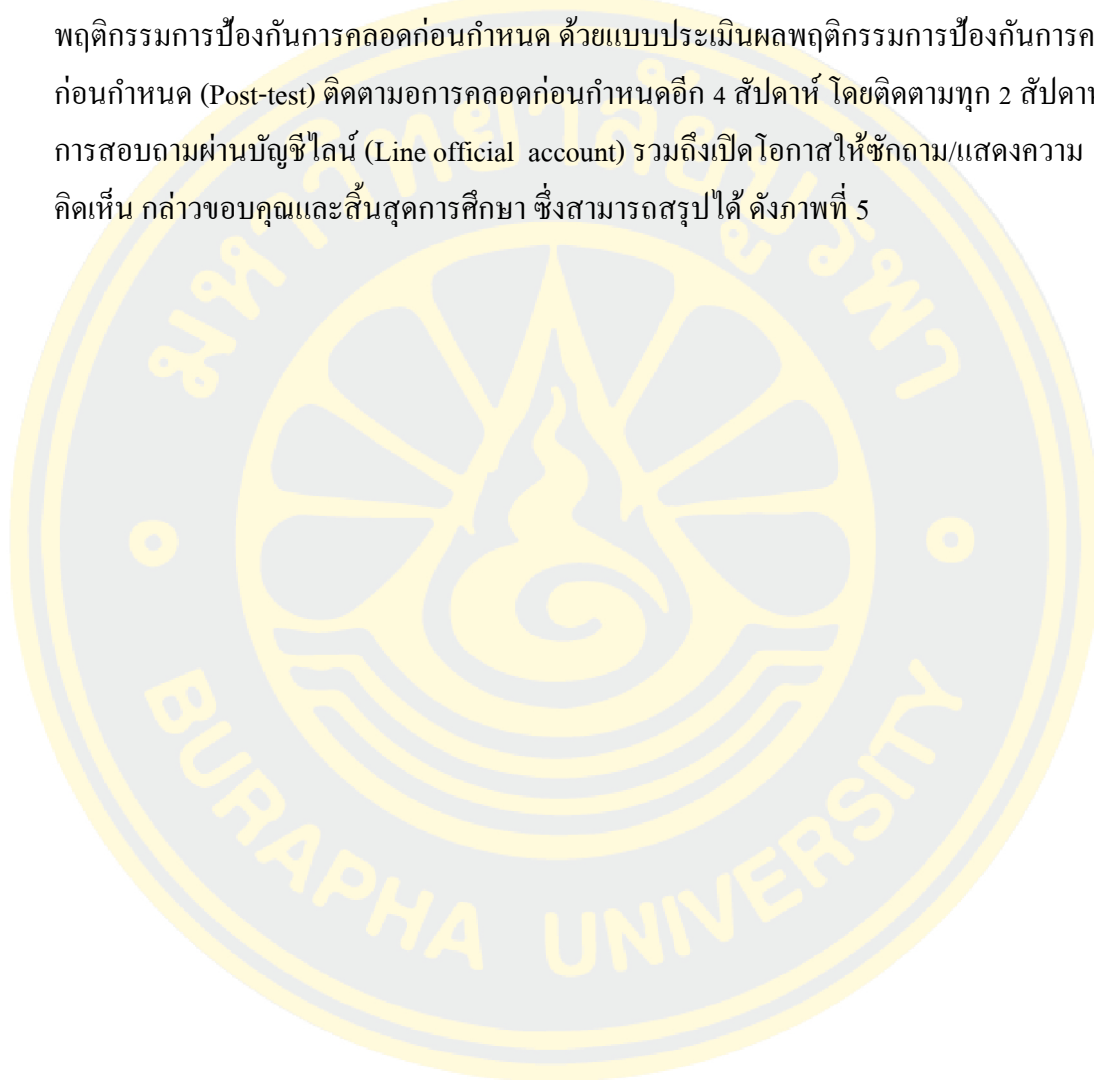 พฤติกรรมการป้องกันการคลอดก่อนกำหนด ด้วยแบบประเมินผลพฤติกรรมการป้องกันการค
ก่อนกำหนด (Post-test) ติดตามอการคลอดก่อนกำหนดอีก 4 สัปดาห์ โดยติดตามทุก 2
การสอบถามผ่านบัญชีไลน์ (Line official account) รวมถึงเปิดโอกาสให้ซักถาม/แสดงความ
คิดเห็น กล่าวขอบคุณและสิ้นสุดการศึกษา ซึ่งสามารถสรุปได้ ดังภาพที่ 5
มหาวิทยาลัยบูรพา
BURAPHA UNIVERSITY